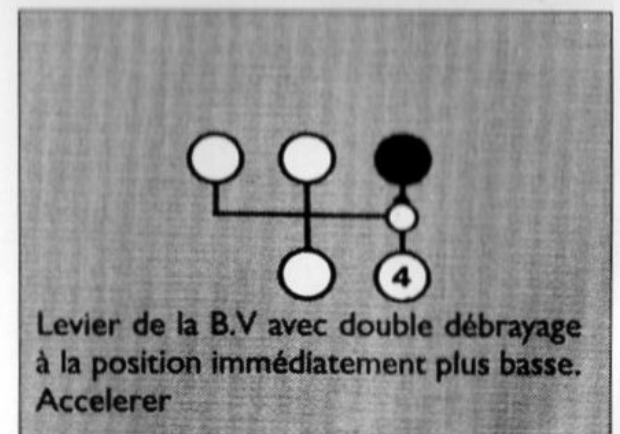 4
Levier de la B.V avec double débrayage
à la position immédiatement plus basse.
Accelerer